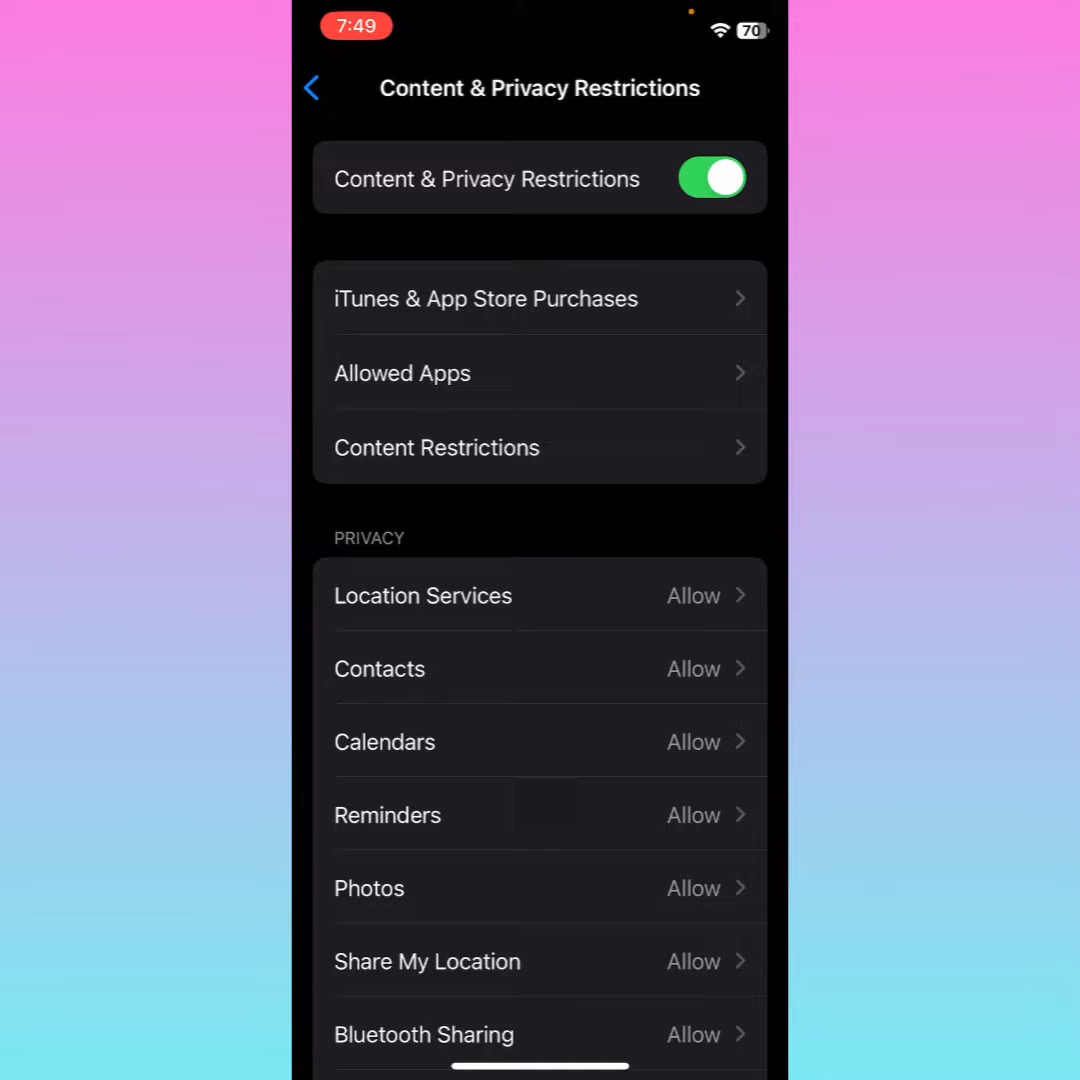 7:49
70
Content & Privacy Restrictions
Content & Privacy Restrictions
iTunes & App Store Purchases
Allowed Apps
Content Restrictions
PRIVACY
Location Services Allow
Contacts Allow
Calendars Allow
Reminders Allow
Photos Allow
Share My Location Allow
Bluetooth Sharing Allow